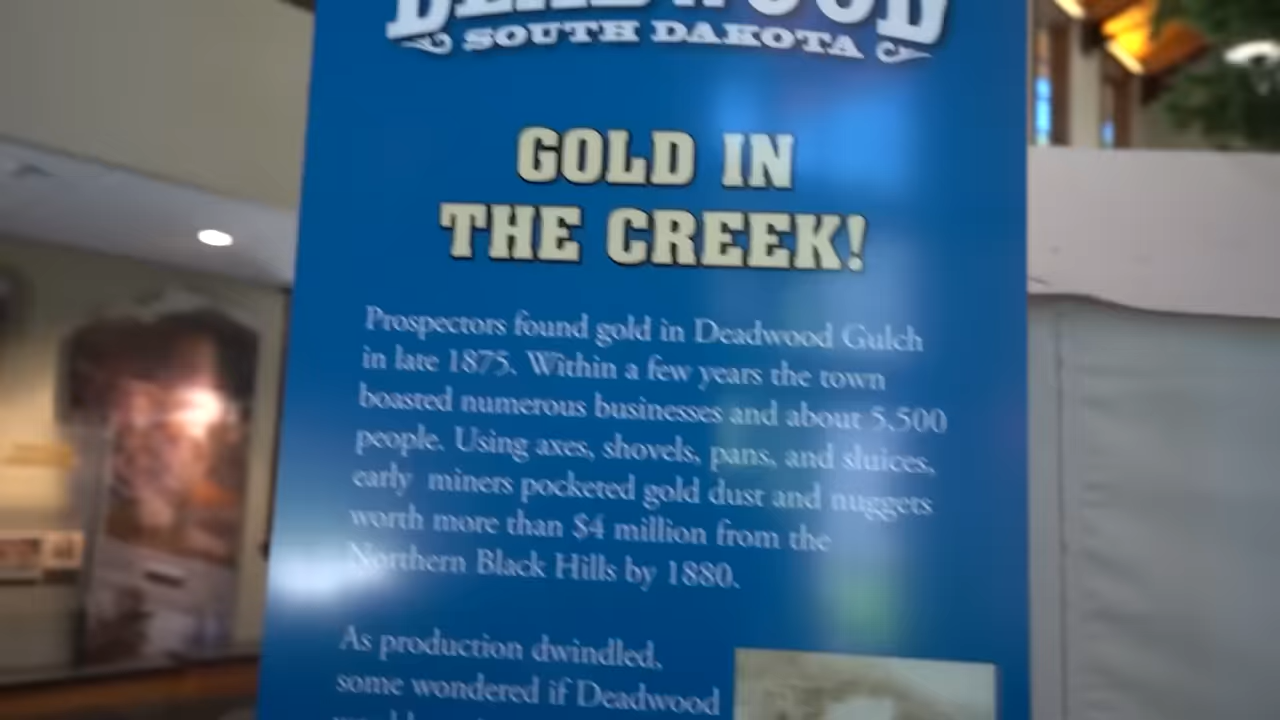 DEADWOOD
SOUTH DAKOTA
GOLD IN
THE CREEK!
Prospectors found gold in Deadwood Gulch
in late 1875. Within a few years the town
boasted numerous businesses and about 5,500
people. Using axes, shovels, pans, and sluices,
early miners pocketed gold dust and nuggets
worth more than $4 million from the
Northern Black Hills by 1880.
As production dwindled,
some wondered if Deadwood